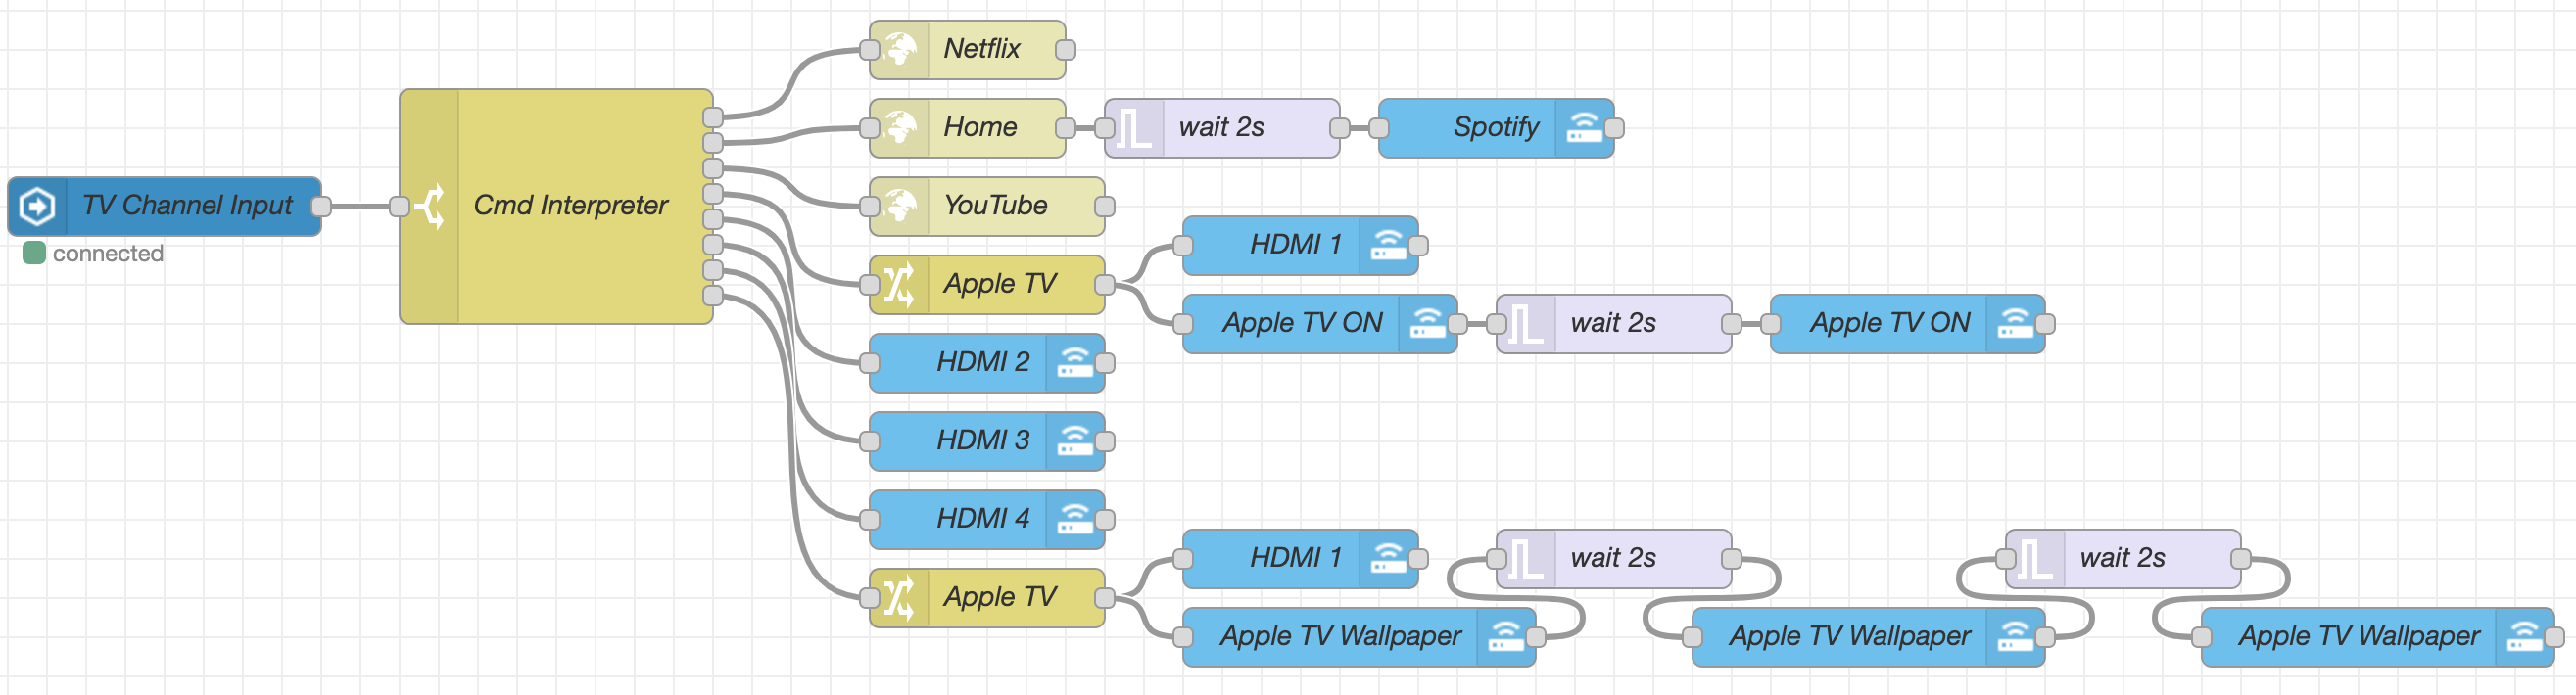 Netflix
Home
wait 2s
Spotify
TV Channel Input
connected
Cmd Interpreter
YouTube
HDMI 1
Apple TV
Apple TV ON
wait 2s
Apple TV ON
HDMI 2
HDMI 3
HDMI 4
HDMI 1
wait 2s
wait 2s
Apple TV
Apple TV Wallpaper
Apple TV Wallpaper
Apple TV Wallpaper